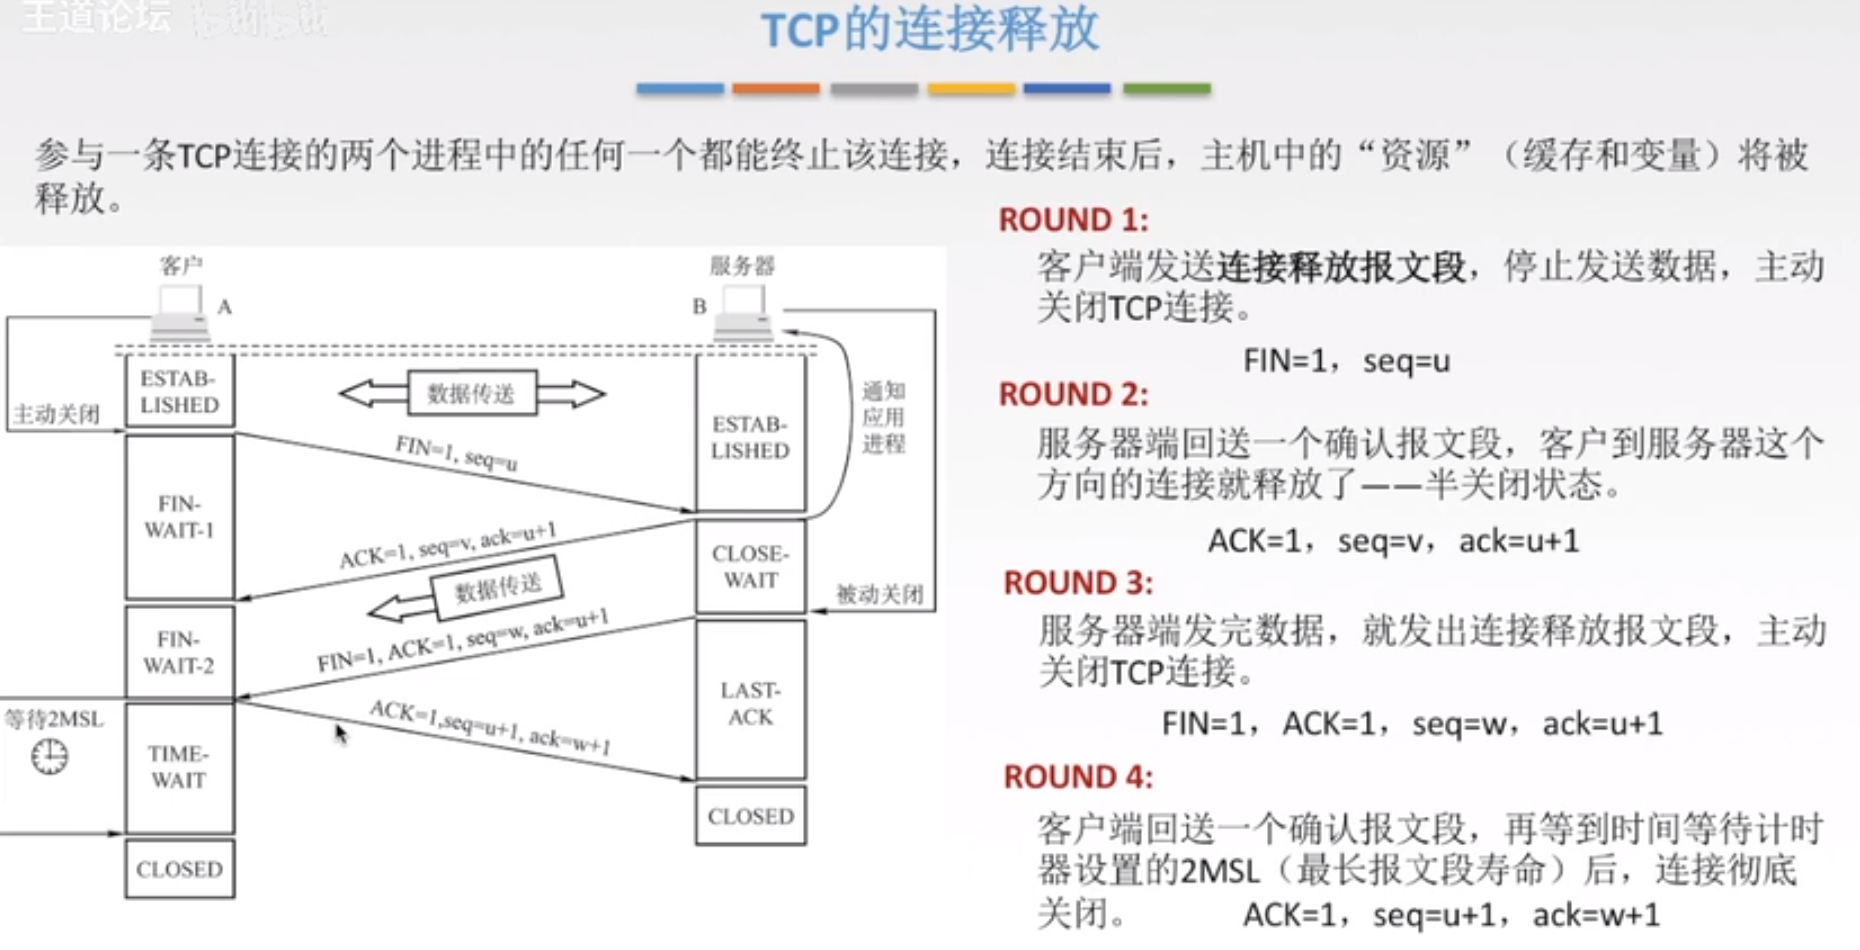 王道论坛
TCP的连接释放
参与一条TCP连接的两个进程中的任何一个都能终止该连接，连接结束后，主机中的“资源”（缓存和变量）将被
释放。
客户
服务器
A
B
ESTAB-
LISHED
数据传送
主动关闭
ESTAB-
LISHED
通知
应用
进程
FIN=1, seq=u
FIN-
WAIT-1
ACK=1, seq=v, ack=u+1
CLOSE-
WAIT
数据传送
被动关闭
FIN-
WAIT-2
FIN=1, ACK=1, seq=w, ack=u+1
LAST-
ACK
等待2MSL
ACK=1,seq=u+1, ack=w+1
TIME-
WAIT
CLOSED
CLOSED
ROUND 1:
客户端发送连接释放报文段，停止发送数据，主动
关闭TCP连接。
FIN=1，seq=u
ROUND 2:
服务器端回送一个确认报文段，客户到服务器这个
方向的连接就释放了——半关闭状态。
ACK=1，seq=v，ack=u+1
ROUND 3:
服务器端发完数据，就发出连接释放报文段，主动
关闭TCP连接。
FIN=1，ACK=1，seq=w，ack=u+1
ROUND 4:
客户端回送一个确认报文段，再等到时间等待计时
器设置的2MSL（最长报文段寿命）后，连接彻底
关闭。 ACK=1，seq=u+1，ack=w+1